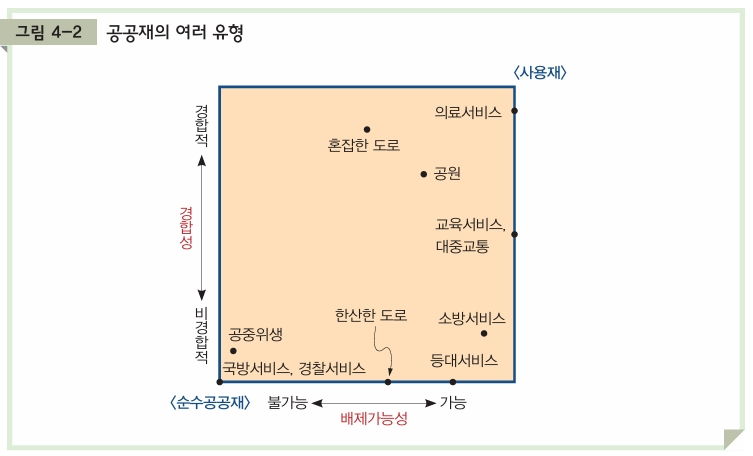 그림 4-2 공공재의 여러 유형
〈사용재〉
경합적
의료서비스
혼잡한 도로
공원
경합성
교육서비스,
대중교통
비경합적
한산한 도로
소방서비스
공중위생
등대서비스
국방서비스, 경찰서비스
〈순수공공재〉 불가능 가능
배제가능성